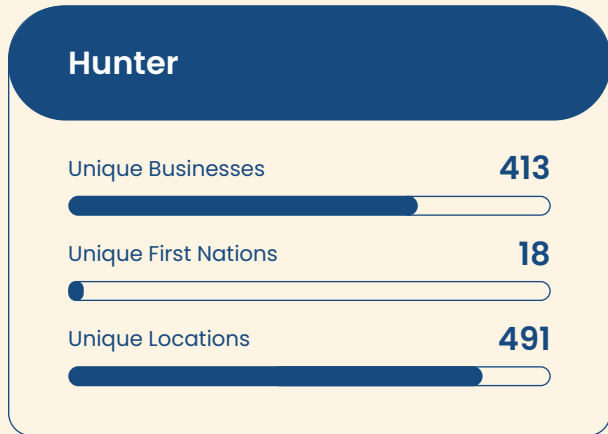 Hunter
Unique Businesses 413
Unique First Nations 18
Unique Locations 491